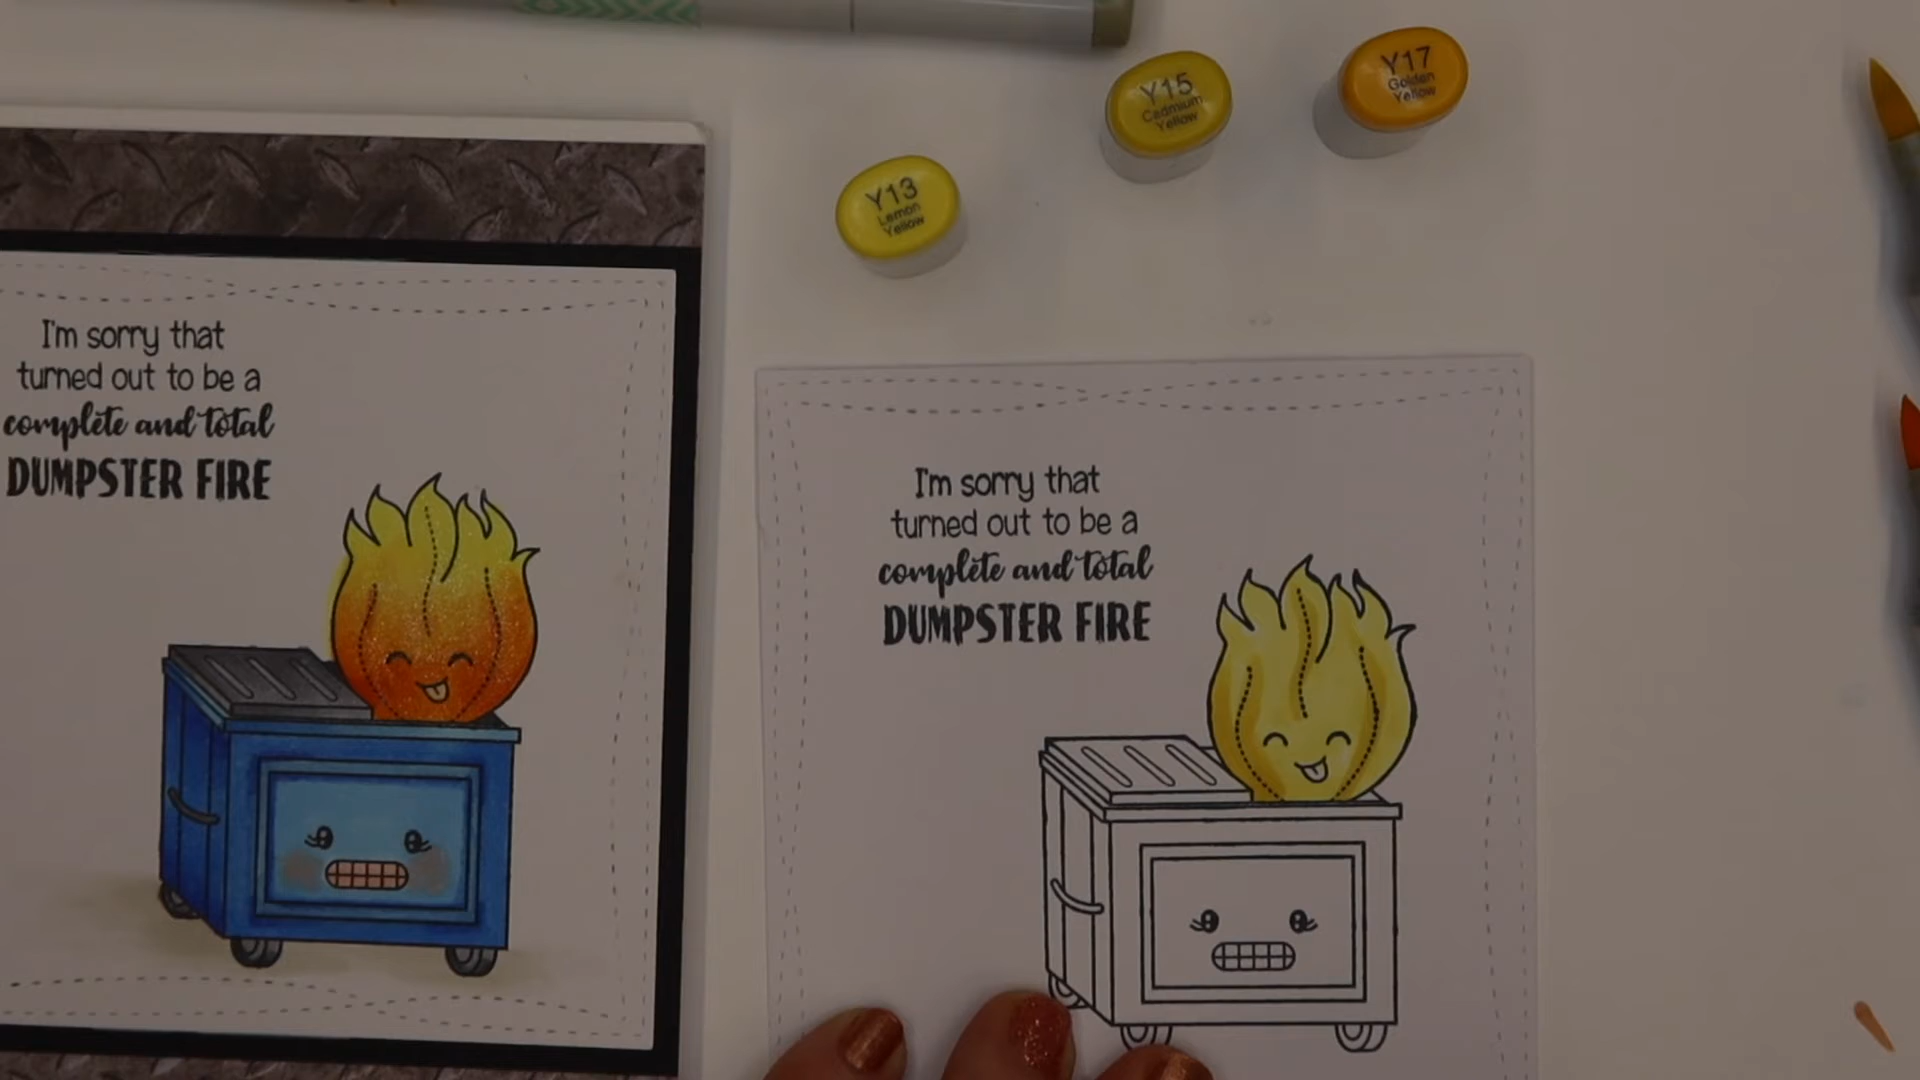 Y15
Cadmium
Yellow
Y17
Golden
Yellow
Y13
Lemon
Yellow
I'm sorry that
turned out to be a
complete and total
DUMPSTER FIRE
I'm sorry that
turned out to be a
complete and total
DUMPSTER FIRE